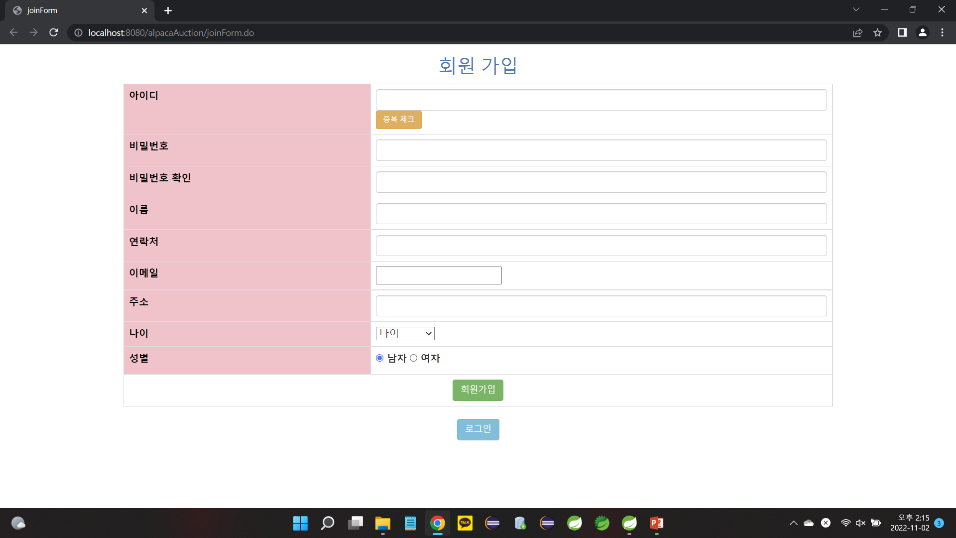 joinForm
localhost:8080/alpacaAuction/joinForm.do
회원 가입
아이디
중복 체크
비밀번호
비밀번호 확인
이름
연락처
이메일
주소
나이
나이
성별
남자 여자
회원가입
로그인
TALK
오후 2:15
2022-11-02
3